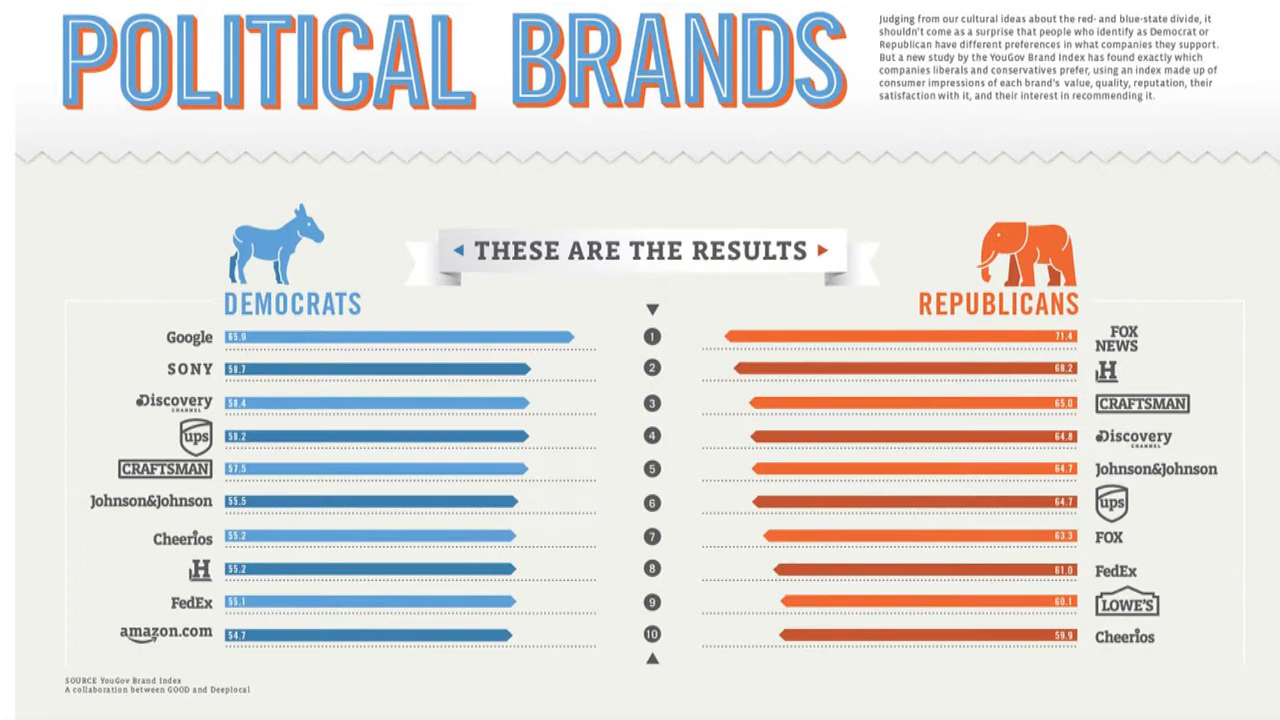 POLITICAL BRANDS
Judging from our cultural ideas about the red- and blue-state divide, it
shouldn't come as a surprise that people who identify as Democrat or
Republican have different preferences in what companies they support.
But a new study by the YouGov Brand Index has found exactly which
companies liberals and conservatives prefer, using an index made up of
consumer impressions of each brand's value, quality, reputation, their
satisfaction with it, and their interest in recommending it.
THESE ARE THE RESULTS
DEMOCRATS
REPUBLICANS
Google 65.9 1 71.4 FOX NEWS
SONY 58.7 2 68.2 H
Discovery CHANNEL 58.4 3 65.0 CRAFTSMAN
ups 58.2 4 64.8 Discovery CHANNEL
CRAFTSMAN 57.5 5 64.7 Johnson&Johnson
Johnson&Johnson 55.5 6 64.7 ups
Cheerios 55.2 7 63.3 FOX
H 55.2 8 61.0 FedEx
FedEx 55.1 9 60.1 LOWE'S
amazon.com 54.7 10 59.9 Cheerios
SOURCE YouGov Brand Index
A collaboration between GOOD and Deeplocal